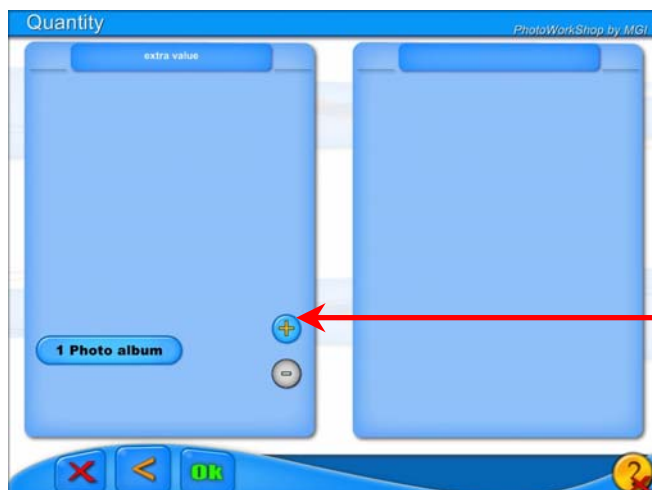 Quantity
PhotoWorkShop by MGI
extra value
1 Photo album
+
-
X < Ok ?